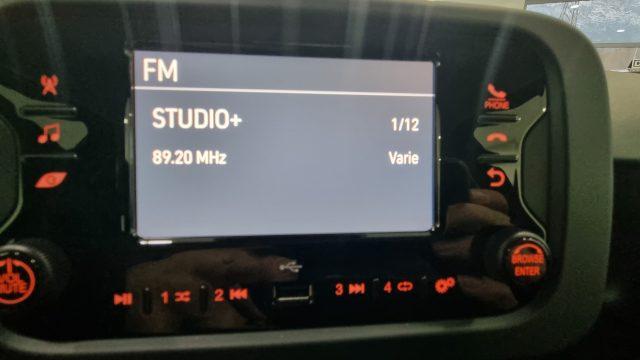 FM
STUDIO+ 1/12
89.20 MHz Varie
PHONE
MUTE
BROWSE
ENTER
1 2 3 4